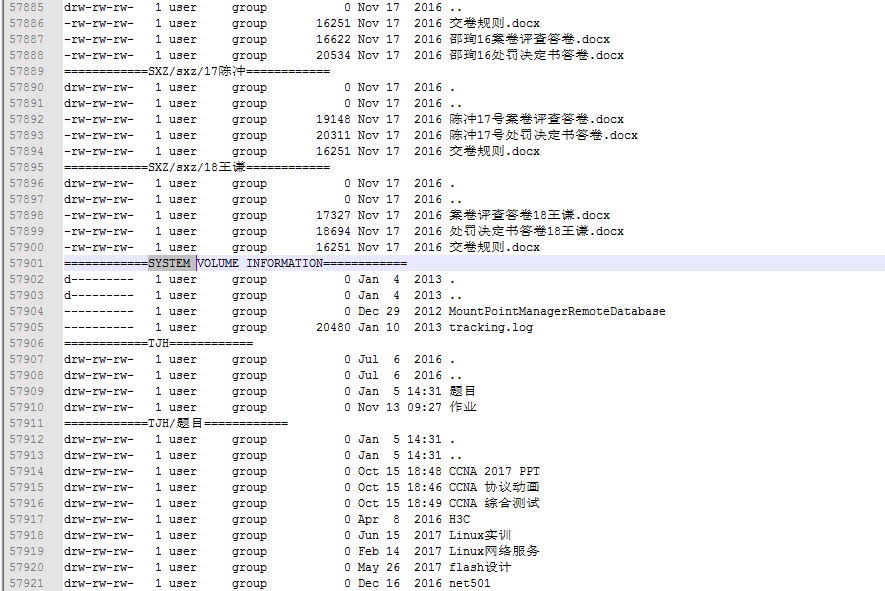 57885 drw-rw-rw-   1 user     group           0 Nov 17  2016 ..
57886 -rw-rw-rw-   1 user     group       16251 Nov 17  2016 交卷规则.docx
57887 -rw-rw-rw-   1 user     group       16622 Nov 17  2016 邵珣16案卷评查答卷.docx
57888 -rw-rw-rw-   1 user     group       20534 Nov 17  2016 邵珣16处罚决定书答卷.docx
57889 ============SXZ/sxz/17陈冲============
57890 drw-rw-rw-   1 user     group           0 Nov 17  2016 .
57891 drw-rw-rw-   1 user     group           0 Nov 17  2016 ..
57892 -rw-rw-rw-   1 user     group       19148 Nov 17  2016 陈冲17号案卷评查答卷.docx
57893 -rw-rw-rw-   1 user     group       20311 Nov 17  2016 陈冲17号处罚决定书答卷.docx
57894 -rw-rw-rw-   1 user     group       16251 Nov 17  2016 交卷规则.docx
57895 ============SXZ/sxz/18王谦============
57896 drw-rw-rw-   1 user     group           0 Nov 17  2016 .
57897 drw-rw-rw-   1 user     group           0 Nov 17  2016 ..
57898 -rw-rw-rw-   1 user     group       17327 Nov 17  2016 案卷评查答卷18王谦.docx
57899 -rw-rw-rw-   1 user     group       18694 Nov 17  2016 处罚决定书答卷18王谦.docx
57900 -rw-rw-rw-   1 user     group       16251 Nov 17  2016 交卷规则.docx
57901 ============SYSTEM VOLUME INFORMATION============
57902 d---------   1 user     group           0 Jan  4  2013 .
57903 d---------   1 user     group           0 Jan  4  2013 ..
57904 ----------   1 user     group           0 Dec 29  2012 MountPointManagerRemoteDatabase
57905 ----------   1 user     group       20480 Jan 10  2013 tracking.log
57906 ============TJH============
57907 drw-rw-rw-   1 user     group           0 Jul  6  2016 .
57908 drw-rw-rw-   1 user     group           0 Jul  6  2016 ..
57909 drw-rw-rw-   1 user     group           0 Jan  5 14:31 题目
57910 drw-rw-rw-   1 user     group           0 Nov 13 09:27 作业
57911 ============TJH/题目============
57912 drw-rw-rw-   1 user     group           0 Jan  5 14:31 .
57913 drw-rw-rw-   1 user     group           0 Jan  5 14:31 ..
57914 drw-rw-rw-   1 user     group           0 Oct 15 18:48 CCNA 2017 PPT
57915 drw-rw-rw-   1 user     group           0 Oct 15 18:46 CCNA 协议动画
57916 drw-rw-rw-   1 user     group           0 Oct 15 18:49 CCNA 综合测试
57917 drw-rw-rw-   1 user     group           0 Apr  8  2016 H3C
57918 drw-rw-rw-   1 user     group           0 Jun 15  2017 Linux实训
57919 drw-rw-rw-   1 user     group           0 Feb 14  2017 Linux网络服务
57920 drw-rw-rw-   1 user     group           0 May 26  2017 flash设计
57921 drw-rw-rw-   1 user     group           0 Dec 16  2016 net501